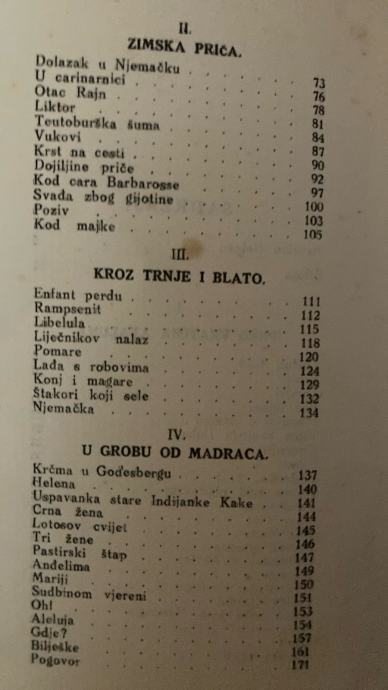 II.
ZIMSKA PRIČA.
Dolazak u Njemačku . . . . . . 73
U carinarnici . . . . . . . 76
Otac Rajn . . . . . . . . 78
Liktor . . . . . . . . . 81
Teutoburška šuma . . . . . . 84
Vukovi . . . . . . . . . 87
Krst na cesti . . . . . . . 90
Dojiljine priče . . . . . . . 92
Kod cara Barbarosse . . . . . 97
Svađa zbog gijotine . . . . . 100
Poziv . . . . . . . . . 103
Kod majke . . . . . . . . 105
III.
KROZ TRNJE I BLATO.
Enfant perdu . . . . . . . 111
Rampsenit . . . . . . . . 112
Libelula . . . . . . . . 115
Liječnikov nalaz . . . . . . 118
Pomare . . . . . . . . 120
Lađa s robovima . . . . . . 124
Konj i magare . . . . . . . 129
Štakori koji sele . . . . . . 132
Njemačka . . . . . . . . 134
IV.
U GROBU OD MADRACA.
Krčma u Godesbergu . . . . . 137
Helena . . . . . . . . . 140
Uspavanka stare Indijanke Kake . . 141
Crna žena . . . . . . . . 144
Lotosov cvijet . . . . . . . 145
Tri žene . . . . . . . . 146
Pastirski štap . . . . . . . 147
Anđelima . . . . . . . . 149
Mariji . . . . . . . . . 150
Sudbinom vjereni . . . . . . 151
Oh! . . . . . . . . . . 153
Aleluja . . . . . . . . . 154
Gdje? . . . . . . . . . 157
Bilješke . . . . . . . . 161
Pogovor . . . . . . . . 171